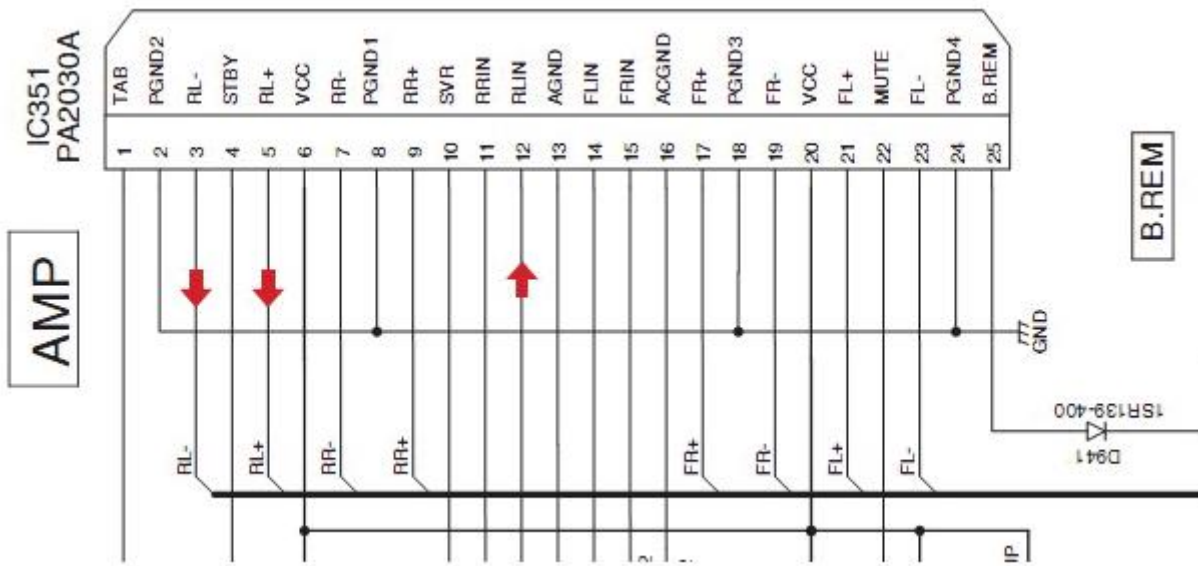 IC351
PA2030A
TAB
PGND2
RL-
STBY
RL+
VCC
RR-
PGND1
RR+
SVR
RRIN
RLIN
AGND
FLIN
FRIN
ACGND
FR+
PGND3
FR-
VCC
FL+
MUTE
FL-
PGND4
B.REM
1 2 3 4 5 6 7 8 9 10 11 12 13 14 15 16 17 18 19 20 21 22 23 24 25
AMP
B.REM
GND
1SR139-400
D941
RL-
RL+
RR-
RR+
FR+
FR-
FL+
FL-
IP